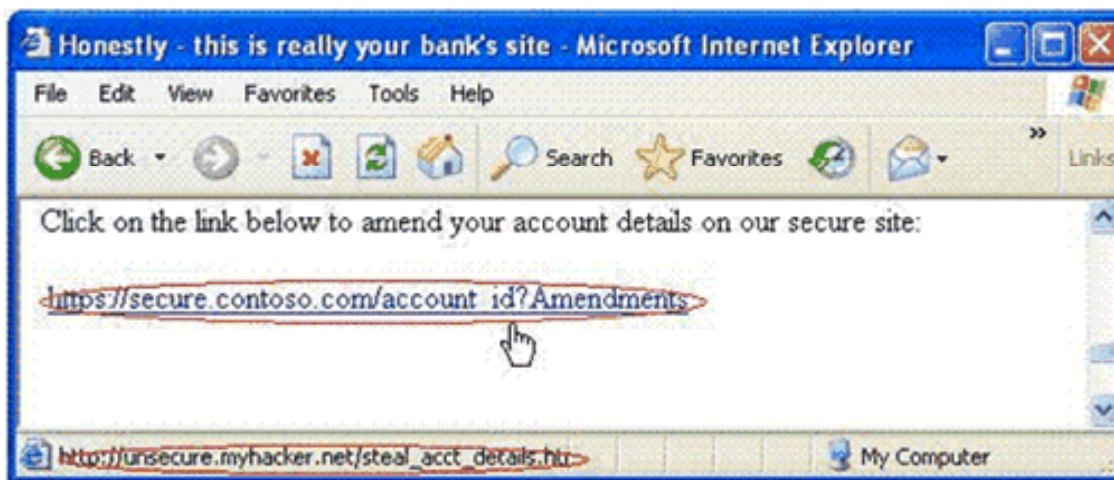 Honestly - this is really your bank's site - Microsoft Internet Explorer
File Edit View Favorites Tools Help
Back Search Favorites Links
Click on the link below to amend your account details on our secure site:
https://secure.contoso.com/account_id?Amendments
http://unsecure.myhacker.net/steal_acct_details.htm My Computer